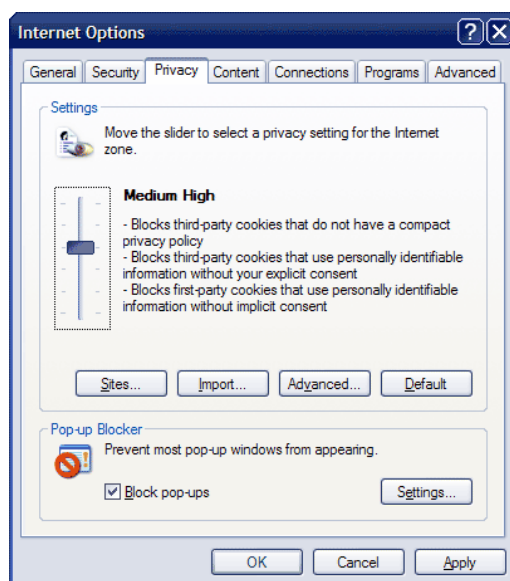 Internet Options
General Security Privacy Content Connections Programs Advanced
Settings
Move the slider to select a privacy setting for the Internet
zone.
Medium High
- Blocks third-party cookies that do not have a compact
privacy policy
- Blocks third-party cookies that use personally identifiable
information without your explicit consent
- Blocks first-party cookies that use personally identifiable
information without implicit consent
Sites... Import... Advanced... Default
Pop-up Blocker
Prevent most pop-up windows from appearing.
Block pop-ups
Settings...
OK Cancel Apply